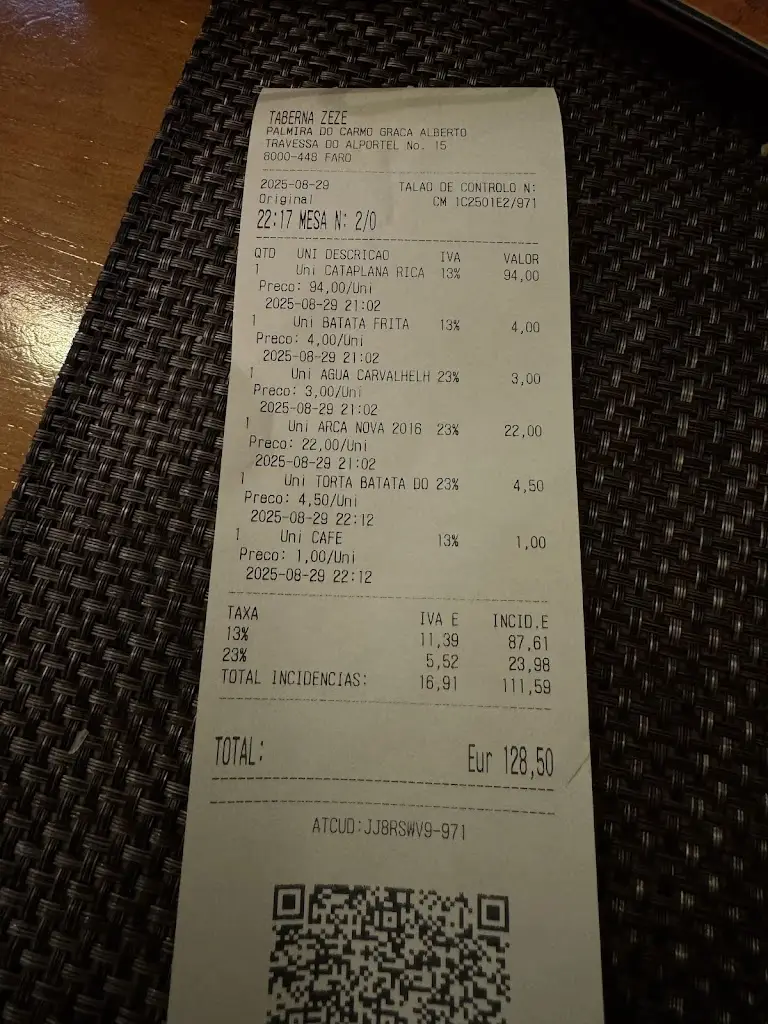 TABERNA ZEZE
PALMIRA DO CARMO GRACA ALBERTO
TRAVESSA DO ALPORTEL No. 15
8000-448 FARO
2025-08-29 TALAO DE CONTROLO N:
Original CM 1C2501E2/971
22:17 MESA N: 2/0
QTD UNI DESCRICAO IVA VALOR
1 Uni CATAPLANA RICA 13% 94,00
Preco: 94,00/Uni
2025-08-29 21:02
1 Uni BATATA FRITA 13% 4,00
Preco: 4,00/Uni
2025-08-29 21:02
1 Uni AGUA CARVALHELH 23% 3,00
Preco: 3,00/Uni
2025-08-29 21:02
1 Uni ARCA NOVA 2016 23% 22,00
Preco: 22,00/Uni
2025-08-29 21:02
1 Uni TORTA BATATA DO 23% 4,50
Preco: 4,50/Uni
2025-08-29 22:12
1 Uni CAFE 13% 1,00
Preco: 1,00/Uni
2025-08-29 22:12
TAXA IVA E INCID.E
13% 11,39 87,61
23% 5,52 23,98
TOTAL INCIDENCIAS: 16,91 111,59
TOTAL: Eur 128,50
ATCUD:JJ8RSWV9-971